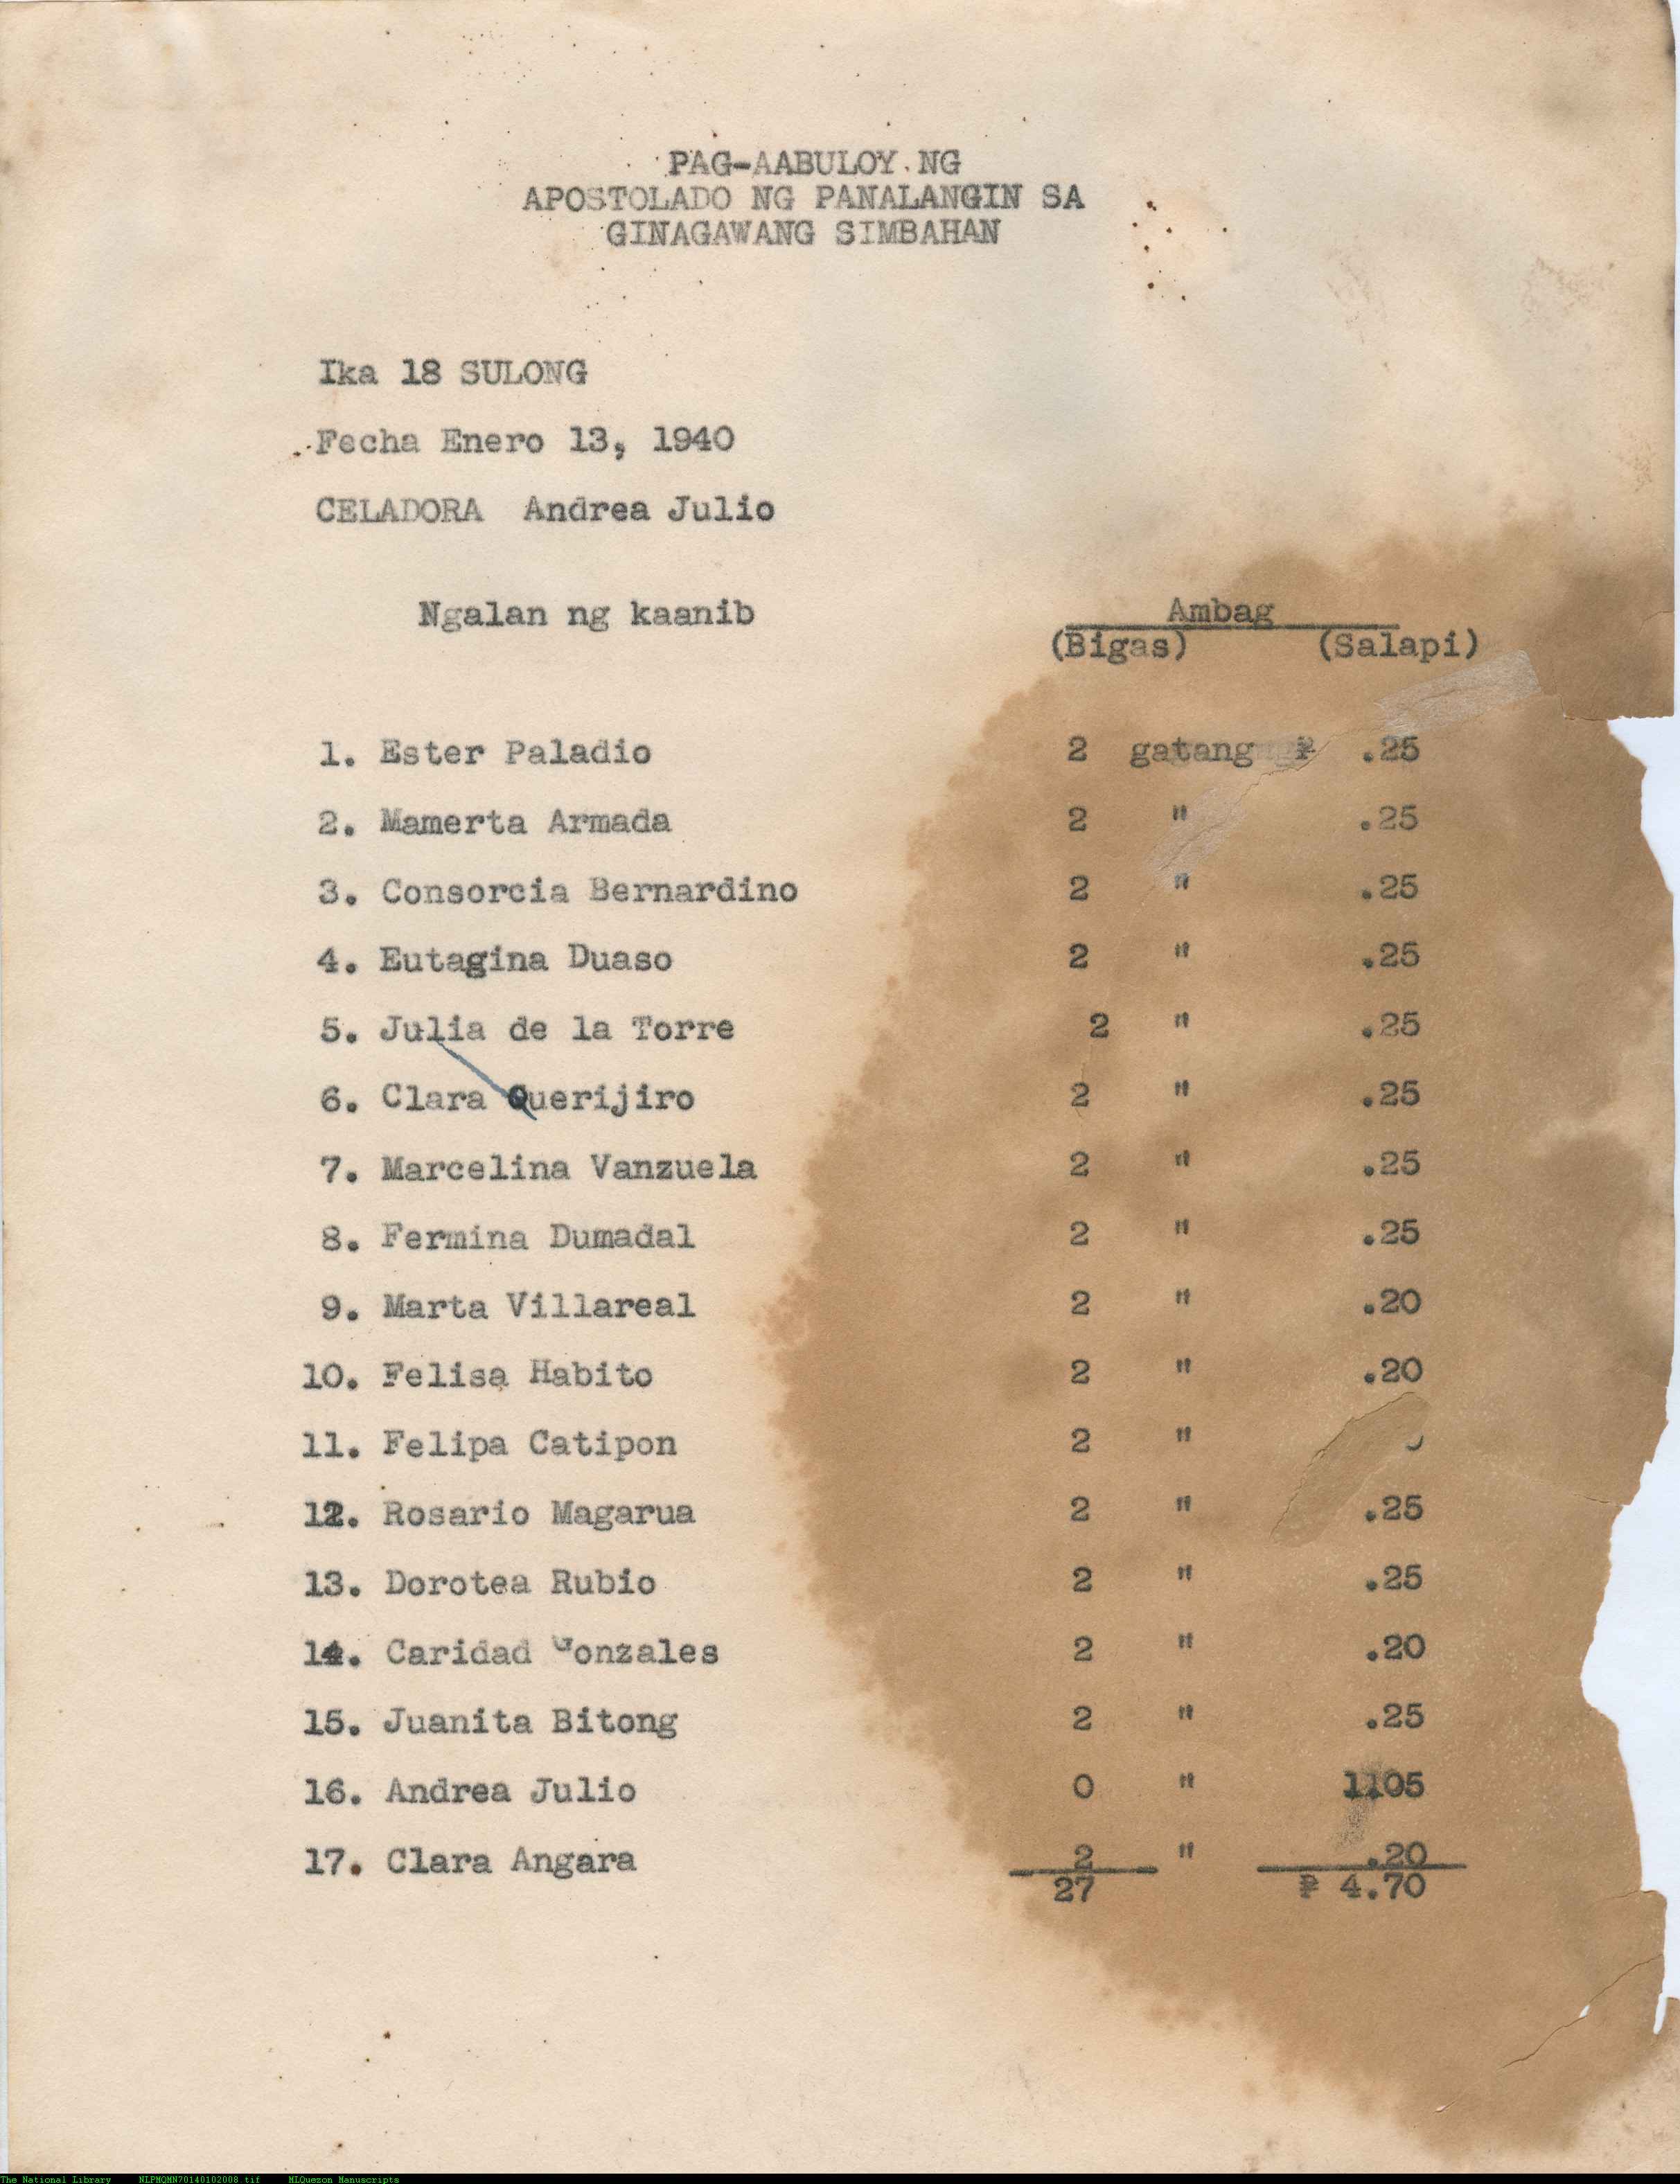 PAG-AABULOY NG
APOSTOLADO NG PANALANGIN SA
GINAGAWANG SIMBAHAN
Ika 18 SULONG
Fecha Enero 13, 1940
CELADORA Andrea Julio
Ngalan ng kaanib Ambag
(Bigas) (Salapi)
1. Ester Paladio 2 gatang ₱ .25
2. Mamerta Armada 2 " .25
3. Consorcia Bernardino 2 " .25
4. Eutagina Duaso 2 " .25
5. Julia de la Torre 2 " .25
6. Clara Querijiro 2 " .25
7. Marcelina Vanzuela 2 " .25
8. Fermina Dumadal 2 " .25
9. Marta Villareal 2 " .20
10. Felisa Habito 2 " .20
11. Felipa Catipon 2 "
12. Rosario Magarua 2 " .25
13. Dorotea Rubio 2 " .25
14. Caridad Gonzales 2 " .20
15. Juanita Bitong 2 " .25
16. Andrea Julio 0 " 1.05
17. Clara Angara 2 " .20
27 ₱ 4.70
The National Library NLPMQMN70140102008.tif MLQuezon Manuscripts